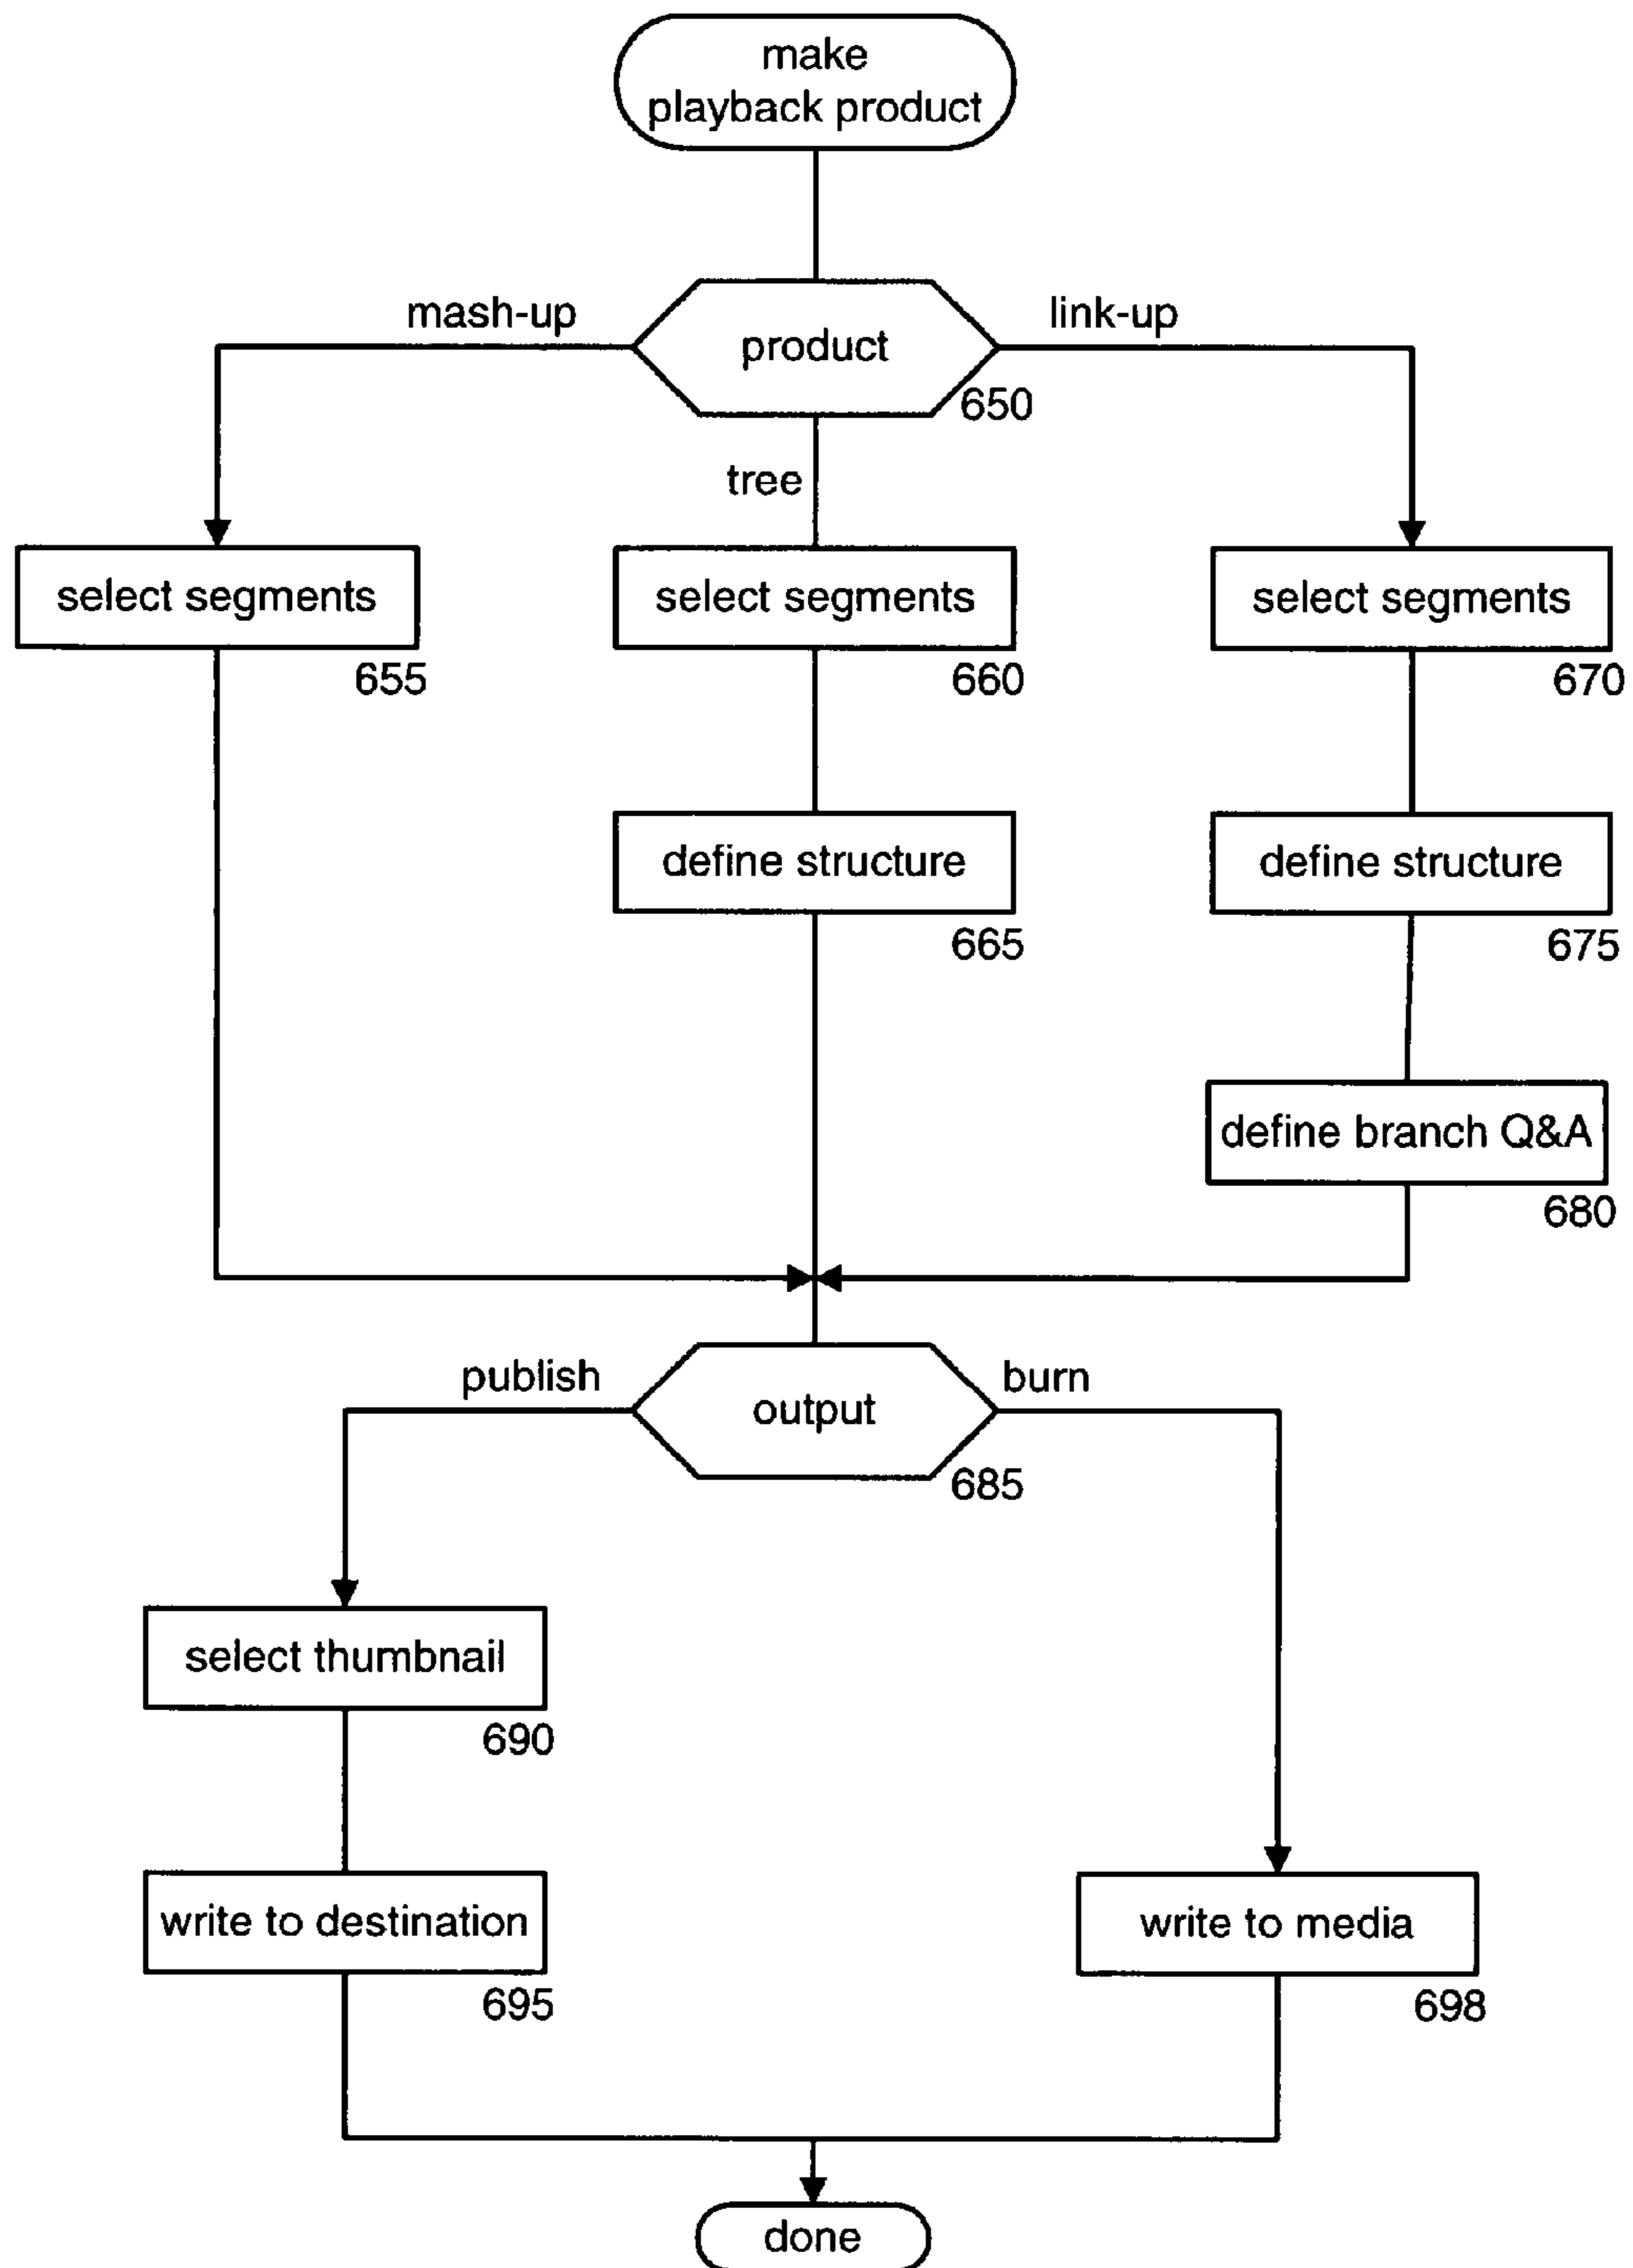 make
playback product
mash-up
product
link-up
650
tree
select segments
select segments
select segments
655
660
670
define structure
define structure
665
675
define branch Q&A
680
publish
output
burn
685
select thumbnail
690
write to destination
write to media
695
698
done